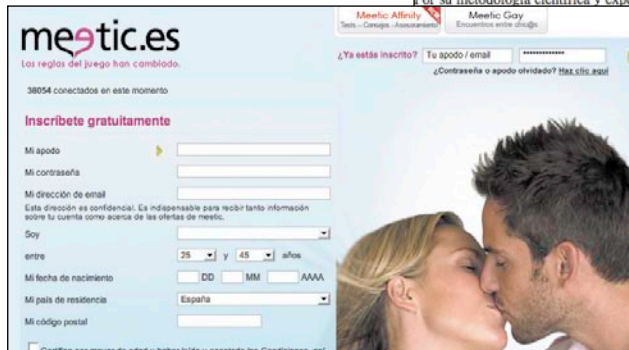 Por su metodología científica y expe
meetic.es
Las reglas del juego han cambiado.
Meetic Affinity
Tests - Consejos - Asesoramiento
Meetic Gay
Encuentros entre chic@s
¿Ya estás inscrito? Tu apodo / email ************
¿Contraseña o apodo olvidado? Haz clic aquí
38054 conectados en este momento
Inscríbete gratuitamente
Mi apodo
Mi contraseña
Mi dirección de email
Esta dirección es confidencial. Es indispensable para recibir tanto información
sobre tu cuenta como acerca de las ofertas de meetic.
Soy
entre 25 y 45 años
Mi fecha de nacimiento DD MM AAAA
Mi país de residencia España
Mi código postal